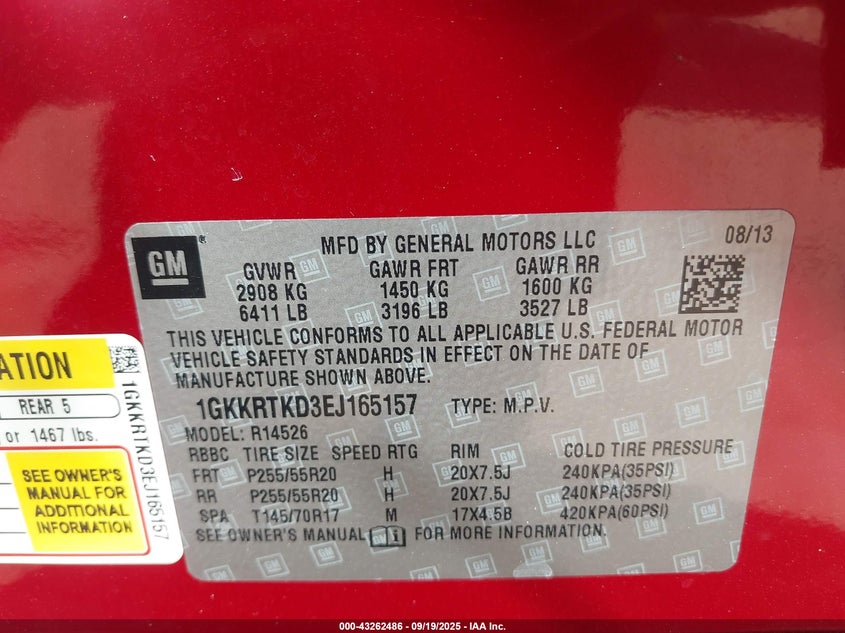 GM
®
MFD BY GENERAL MOTORS LLC
08/13
GVWR GAWR FRT GAWR RR
2908 KG 1450 KG 1600 KG
6411 LB 3196 LB 3527 LB
THIS VEHICLE CONFORMS TO ALL APPLICABLE U.S. FEDERAL MOTOR
VEHICLE SAFETY STANDARDS IN EFFECT ON THE DATE OF
MANUFACTURE SHOWN ABOVE.
1GKKRTKD3EJ165157 TYPE: M.P.V.
MODEL: R14526
RBBC TIRE SIZE SPEED RTG RIM COLD TIRE PRESSURE
FRT P255/55R20 H 20X7.5J 240KPA(35PSI)
RR P255/55R20 H 20X7.5J 240KPA(35PSI)
SPA T145/70R17 M 17X4.5B 420KPA(60PSI)
SEE OWNER'S MANUAL FOR MORE INFORMATION.
REAR 5
or 1467 lbs.
SEE OWNER'S
MANUAL FOR
ADDITIONAL
INFORMATION
1GKKRTKD3EJ165157
000-43262486 - 09/19/2025 - IAA Inc.